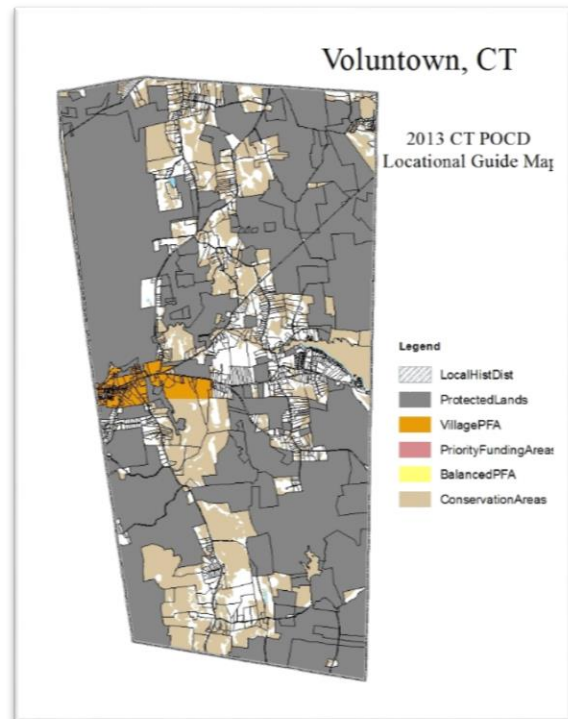 Voluntown, CT
2013 CT POCD
Locational Guide Map
Legend
LocalHistDist
ProtectedLands
VillagePFA
PriorityFundingAreas
BalancedPFA
ConservationAreas